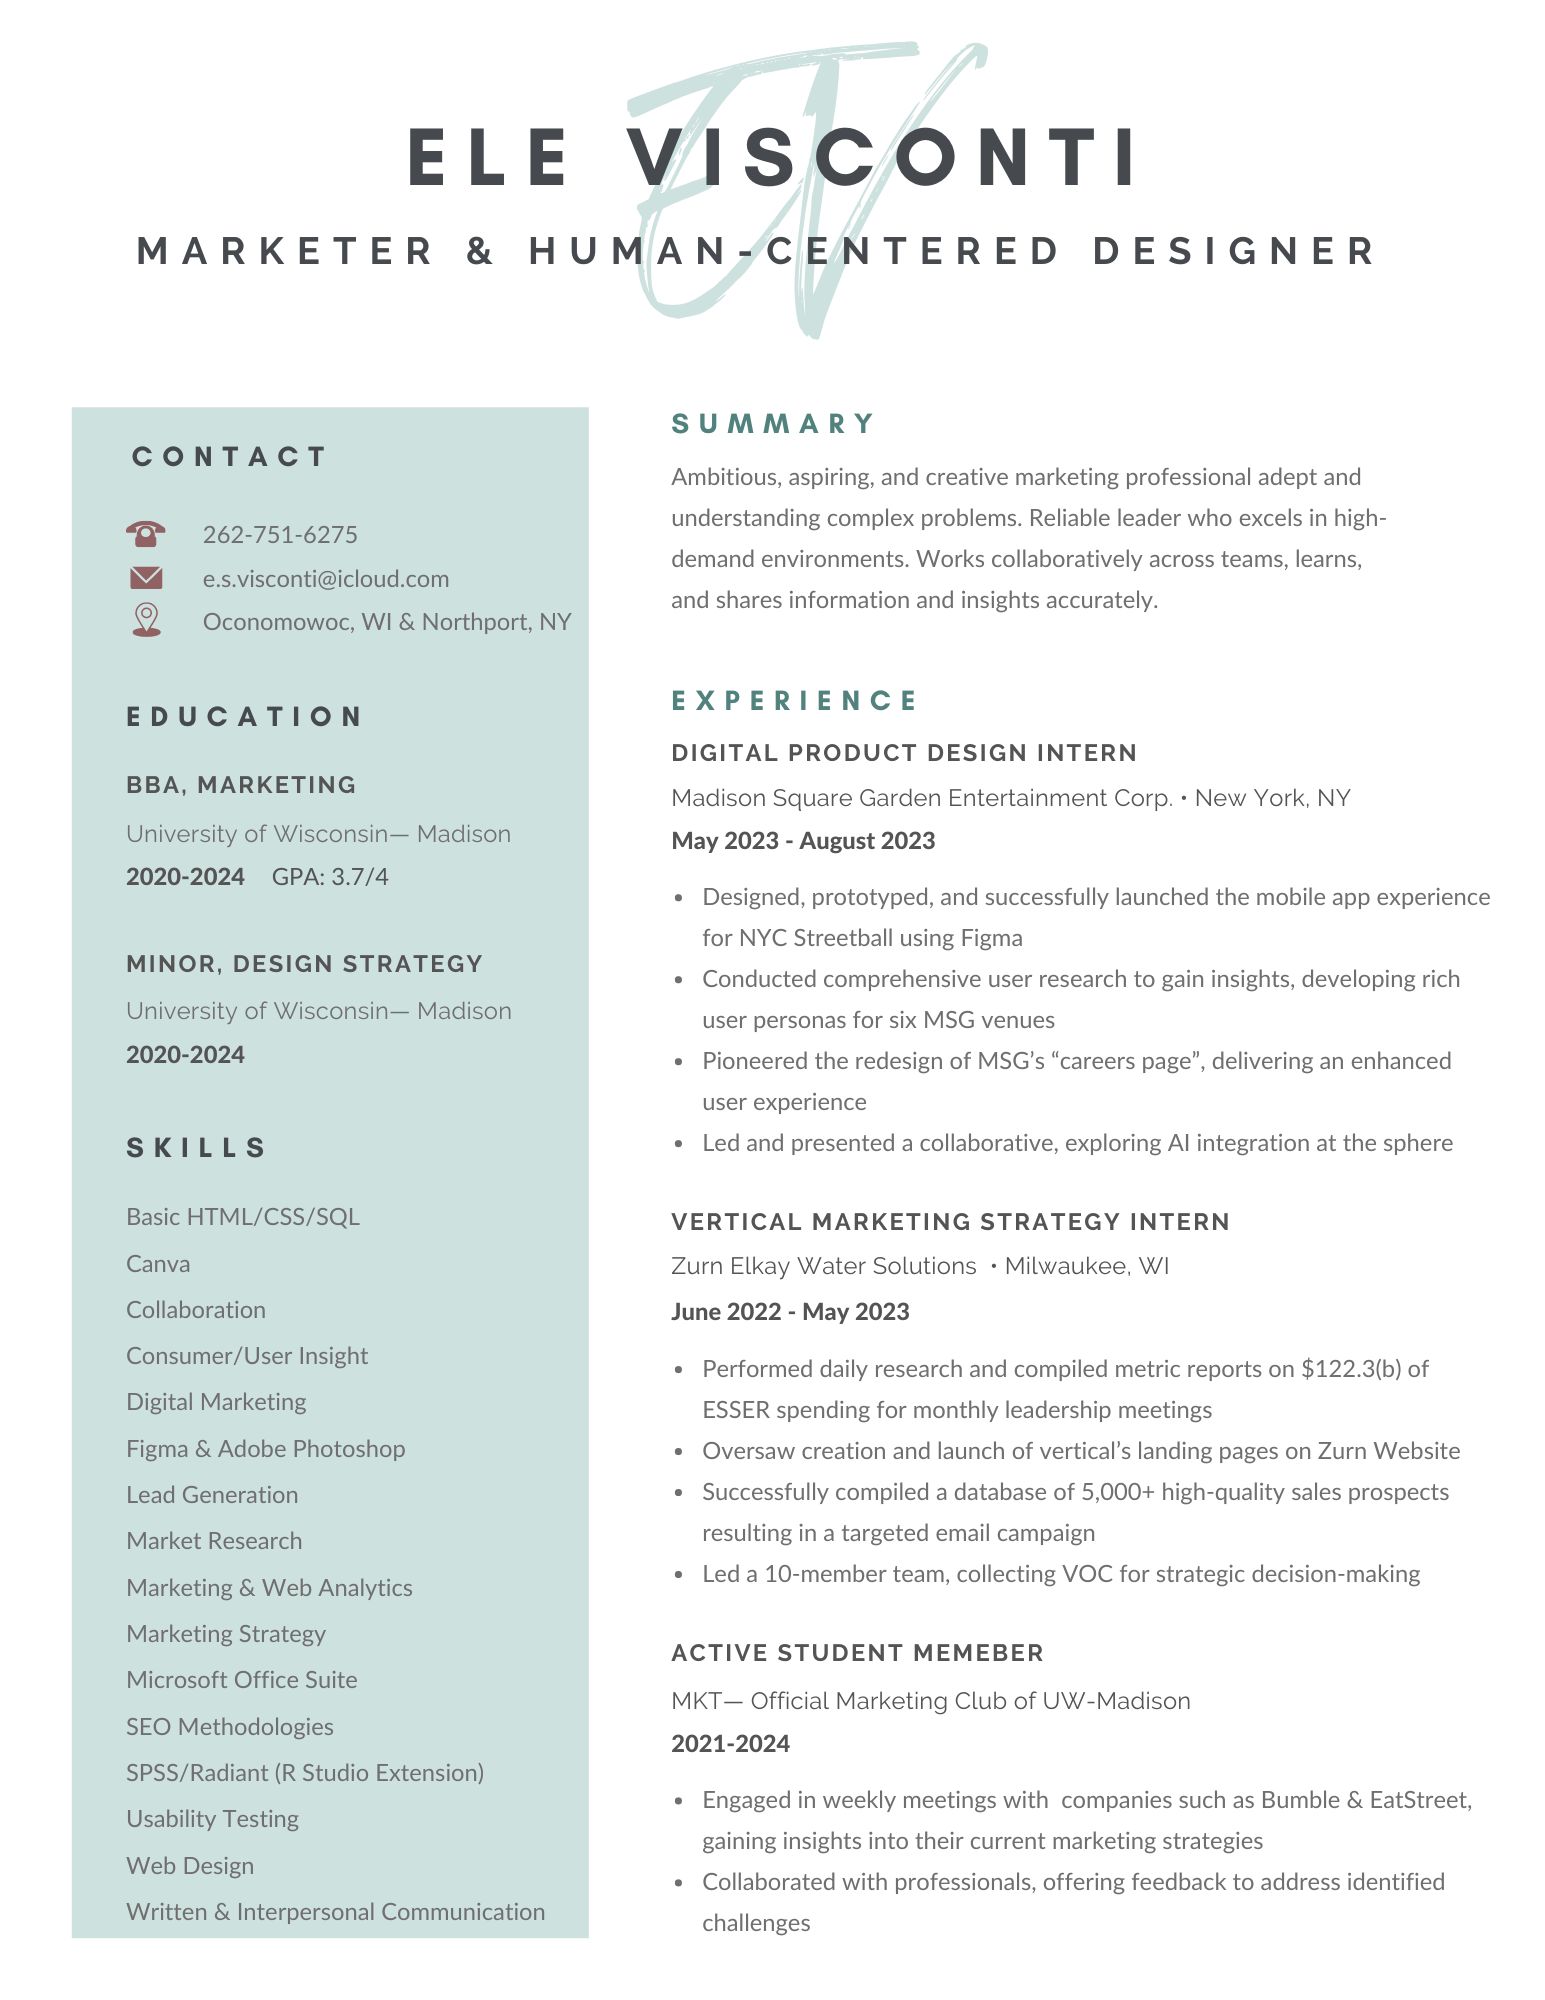 EV
ELE VISCONTI
MARKETER & HUMAN-CENTERED DESIGNER
CONTACT
262-751-6275
e.s.visconti@icloud.com
Oconomowoc, WI & Northport, NY
EDUCATION
BBA, MARKETING
University of Wisconsin— Madison
2020-2024 GPA: 3.7/4
MINOR, DESIGN STRATEGY
University of Wisconsin— Madison
2020-2024
SKILLS
Basic HTML/CSS/SQL
Canva
Collaboration
Consumer/User Insight
Digital Marketing
Figma & Adobe Photoshop
Lead Generation
Market Research
Marketing & Web Analytics
Marketing Strategy
Microsoft Office Suite
SEO Methodologies
SPSS/Radiant (R Studio Extension)
Usability Testing
Web Design
Written & Interpersonal Communication
SUMMARY
Ambitious, aspiring, and creative marketing professional adept and
understanding complex problems. Reliable leader who excels in high-
demand environments. Works collaboratively across teams, learns,
and shares information and insights accurately.
EXPERIENCE
DIGITAL PRODUCT DESIGN INTERN
Madison Square Garden Entertainment Corp. • New York, NY
May 2023 - August 2023
• Designed, prototyped, and successfully launched the mobile app experience
for NYC Streetball using Figma
• Conducted comprehensive user research to gain insights, developing rich
user personas for six MSG venues
• Pioneered the redesign of MSG’s “careers page”, delivering an enhanced
user experience
• Led and presented a collaborative, exploring AI integration at the sphere
VERTICAL MARKETING STRATEGY INTERN
Zurn Elkay Water Solutions • Milwaukee, WI
June 2022 - May 2023
• Performed daily research and compiled metric reports on $122.3(b) of
ESSER spending for monthly leadership meetings
• Oversaw creation and launch of vertical’s landing pages on Zurn Website
• Successfully compiled a database of 5,000+ high-quality sales prospects
resulting in a targeted email campaign
• Led a 10-member team, collecting VOC for strategic decision-making
ACTIVE STUDENT MEMEBER
MKT— Official Marketing Club of UW-Madison
2021-2024
• Engaged in weekly meetings with companies such as Bumble & EatStreet,
gaining insights into their current marketing strategies
• Collaborated with professionals, offering feedback to address identified
challenges